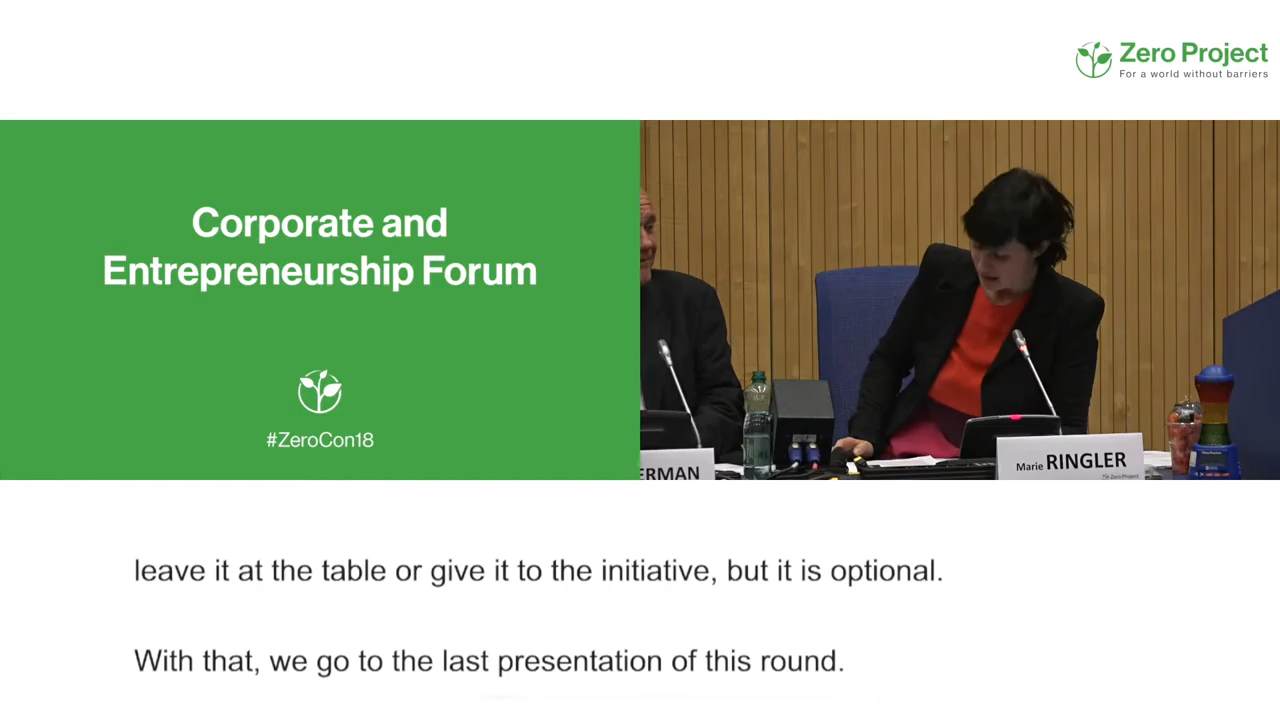 Zero Project
For a world without barriers
Corporate and
Entrepreneurship Forum
#ZeroCon18
ERMAN
Marie RINGLER
Zero Project
leave it at the table or give it to the initiative, but it is optional.
With that, we go to the last presentation of this round.